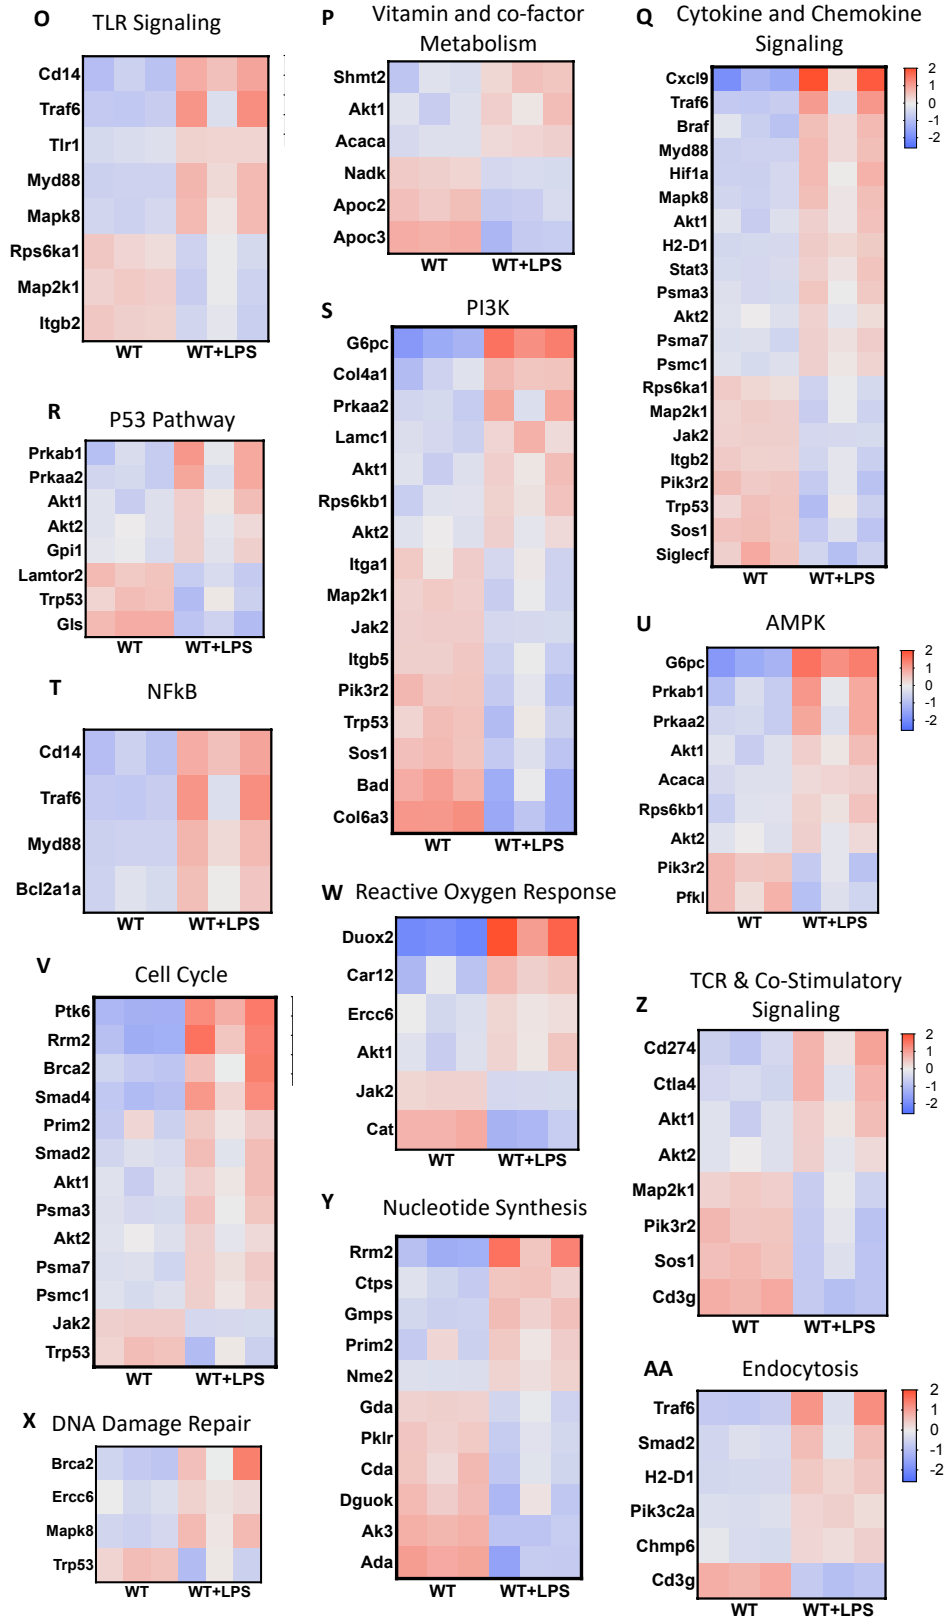 O
TLR Signaling
Cd14
Traf6
Tlr1
Myd88
Mapk8
Rps6ka1
Map2k1
Itgb2
WT
WT+LPS
P
Vitamin and co-factor
Metabolism
Shmt2
Akt1
Acaca
Nadk
Apoc2
Apoc3
WT
WT+LPS
Q
Cytokine and Chemokine
Signaling
Cxcl9
Traf6
Braf
Myd88
Hif1a
Mapk8
Akt1
H2-D1
Stat3
Psma3
Akt2
Psma7
Psmc1
Rps6ka1
Map2k1
Jak2
Itgb2
Pik3r2
Trp53
Sos1
Siglecf
WT
WT+LPS
2
1
0
-1
-2
R
P53 Pathway
Prkab1
Prkaa2
Akt1
Akt2
Gpi1
Lamtor2
Trp53
Gls
WT
WT+LPS
S
PI3K
G6pc
Col4a1
Prkaa2
Lamc1
Akt1
Rps6kb1
Akt2
Itga1
Map2k1
Jak2
Itgb5
Pik3r2
Trp53
Sos1
Bad
Col6a3
WT
WT+LPS
T
NFkB
Cd14
Traf6
Myd88
Bcl2a1a
WT
WT+LPS
U
AMPK
G6pc
Prkab1
Prkaa2
Akt1
Acaca
Rps6kb1
Akt2
Pik3r2
Pfkl
WT
WT+LPS
2
1
0
-1
-2
V
Cell Cycle
Ptk6
Rrm2
Brca2
Smad4
Prim2
Smad2
Akt1
Psma3
Akt2
Psma7
Psmc1
Jak2
Trp53
WT
WT+LPS
W
Reactive Oxygen Response
Duox2
Car12
Ercc6
Akt1
Jak2
Cat
WT
WT+LPS
X
DNA Damage Repair
Brca2
Ercc6
Mapk8
Trp53
WT
WT+LPS
Y
Nucleotide Synthesis
Rrm2
Ctps
Gmps
Prim2
Nme2
Gda
Pklr
Cda
Dguok
Ak3
Ada
WT
WT+LPS
Z
TCR & Co-Stimulatory
Signaling
Cd274
Ctla4
Akt1
Akt2
Map2k1
Pik3r2
Sos1
Cd3g
WT
WT+LPS
2
1
0
-1
-2
AA
Endocytosis
Traf6
Smad2
H2-D1
Pik3c2a
Chmp6
Cd3g
WT
WT+LPS
2
1
0
-1
-2